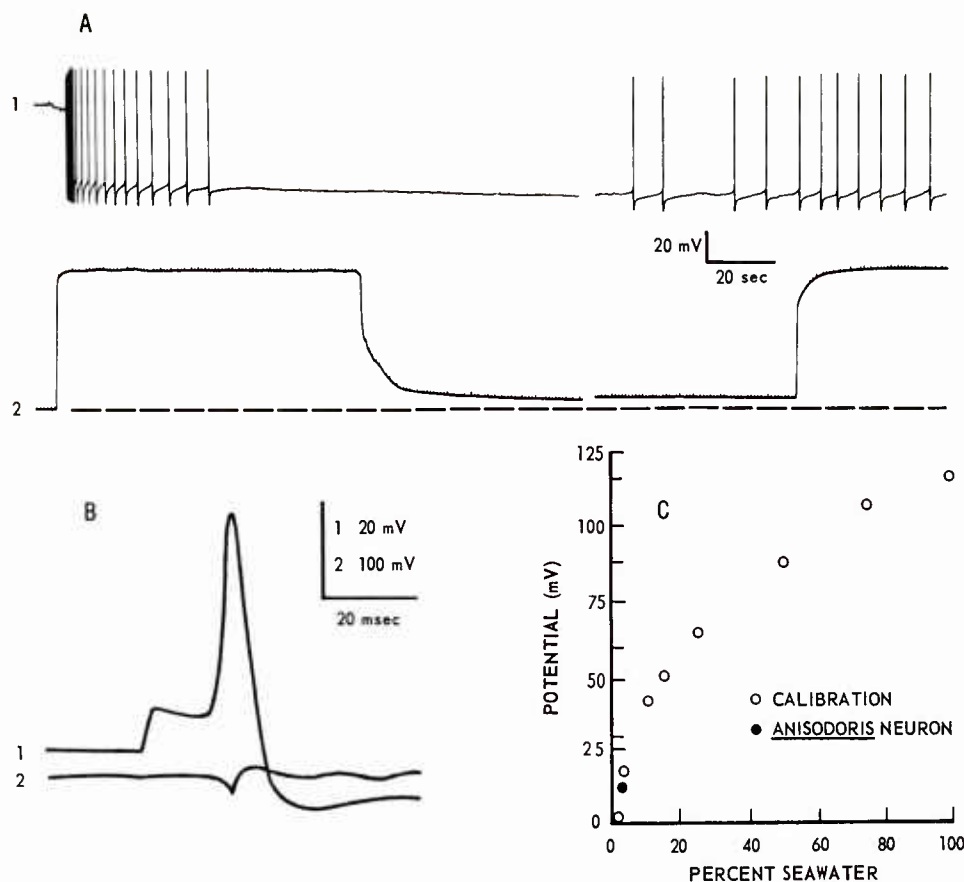 A
1
20 mV
20 sec
2
B
1 20 mV
2 100 mV
20 msec
1
2
C
125
100
75
50
25
0
POTENTIAL (mV)
○ CALIBRATION
● ANISODORIS NEURON
0 20 40 60 80 100
PERCENT SEAWATER